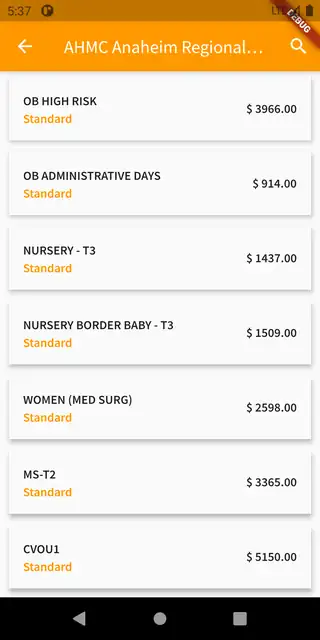 5:37
LTE
DEBUG
AHMC Anaheim Regional...
OB HIGH RISK
Standard
$ 3966.00
OB ADMINISTRATIVE DAYS
Standard
$ 914.00
NURSERY - T3
Standard
$ 1437.00
NURSERY BORDER BABY - T3
Standard
$ 1509.00
WOMEN (MED SURG)
Standard
$ 2598.00
MS-T2
Standard
$ 3365.00
CVOU1
Standard
$ 5150.00